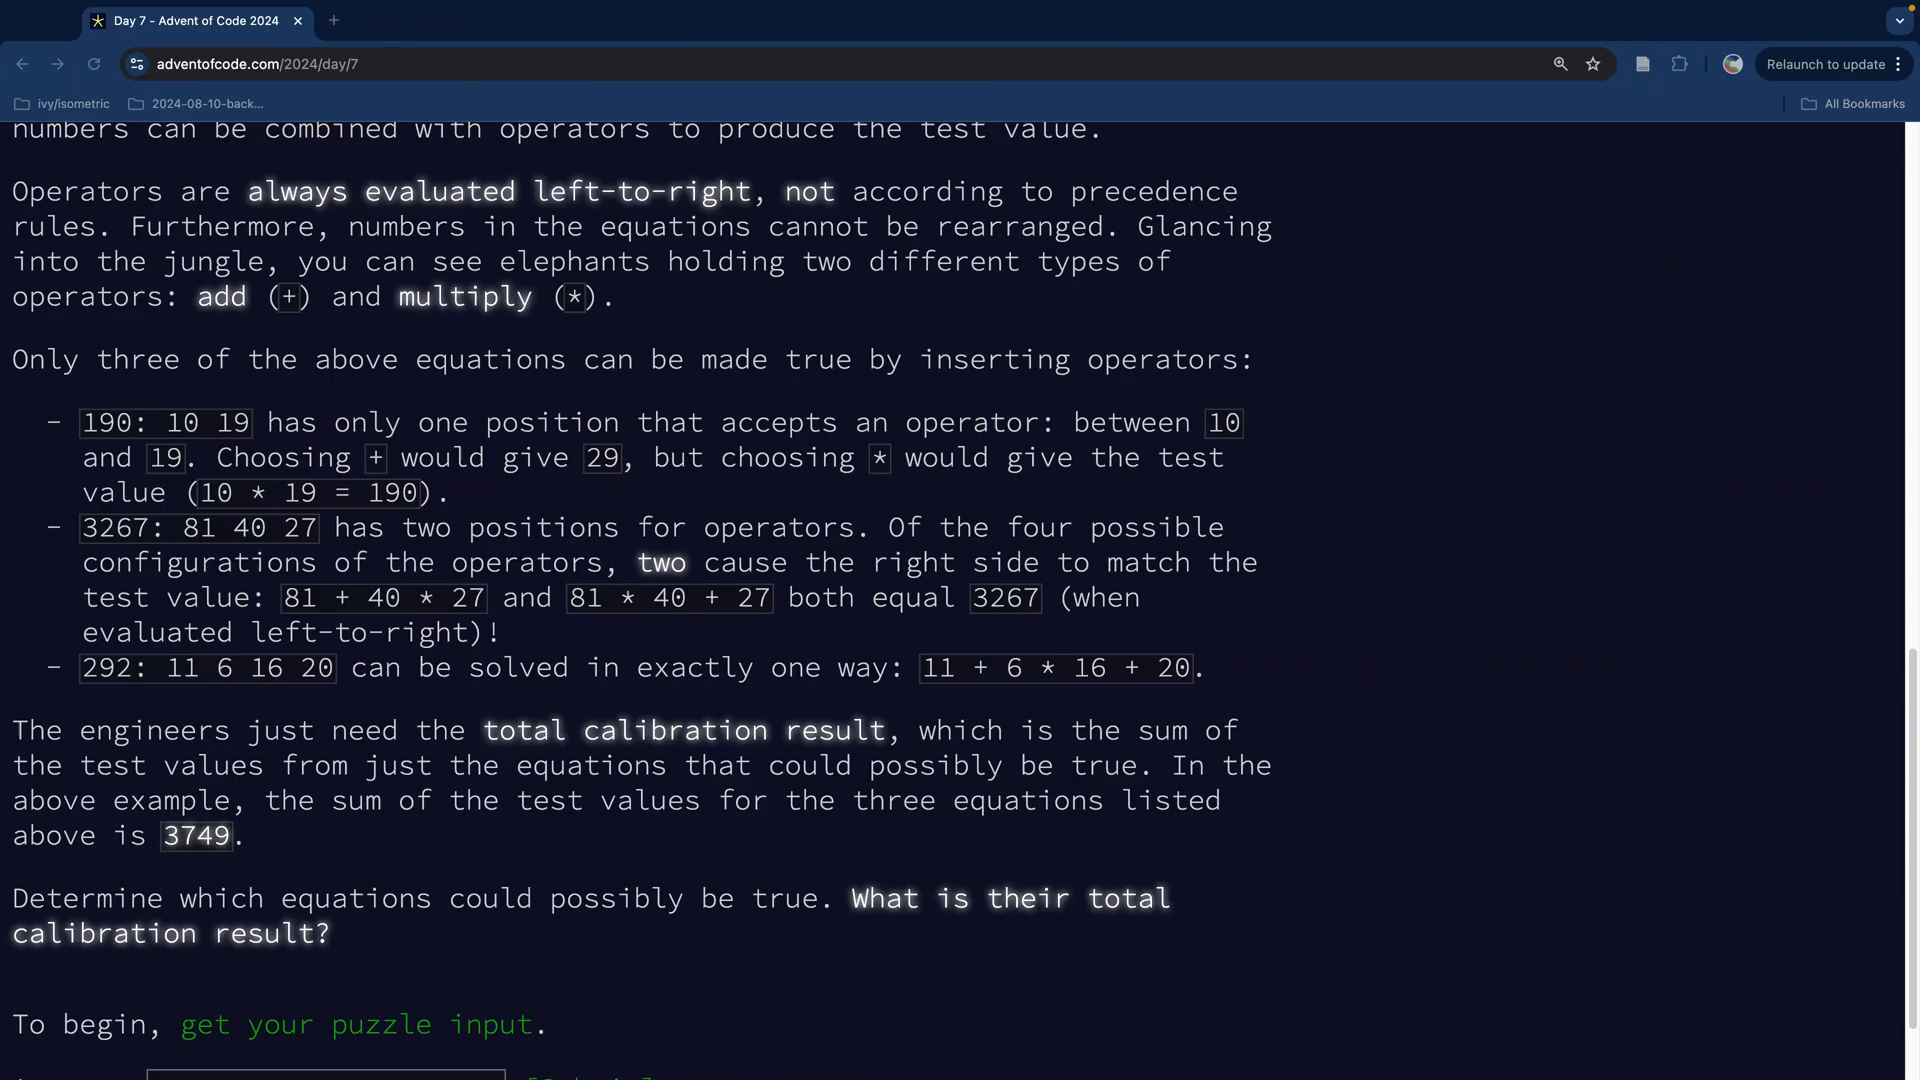 Day 7 - Advent of Code 2024
adventofcode.com/2024/day/7
Relaunch to update
ivy/isometric
2024-08-10-back...
All Bookmarks
numbers can be combined with operators to produce the test value.
Operators are always evaluated left-to-right, not according to precedence
rules. Furthermore, numbers in the equations cannot be rearranged. Glancing
into the jungle, you can see elephants holding two different types of
operators: add (+) and multiply (*).
Only three of the above equations can be made true by inserting operators:
- 190: 10 19 has only one position that accepts an operator: between 10
and 19. Choosing + would give 29, but choosing * would give the test
value (10 * 19 = 190).
- 3267: 81 40 27 has two positions for operators. Of the four possible
configurations of the operators, two cause the right side to match the
test value: 81 + 40 * 27 and 81 * 40 + 27 both equal 3267 (when
evaluated left-to-right)!
- 292: 11 6 16 20 can be solved in exactly one way: 11 + 6 * 16 + 20.
The engineers just need the total calibration result, which is the sum of
the test values from just the equations that could possibly be true. In the
above example, the sum of the test values for the three equations listed
above is 3749.
Determine which equations could possibly be true. What is their total
calibration result?
To begin, get your puzzle input.